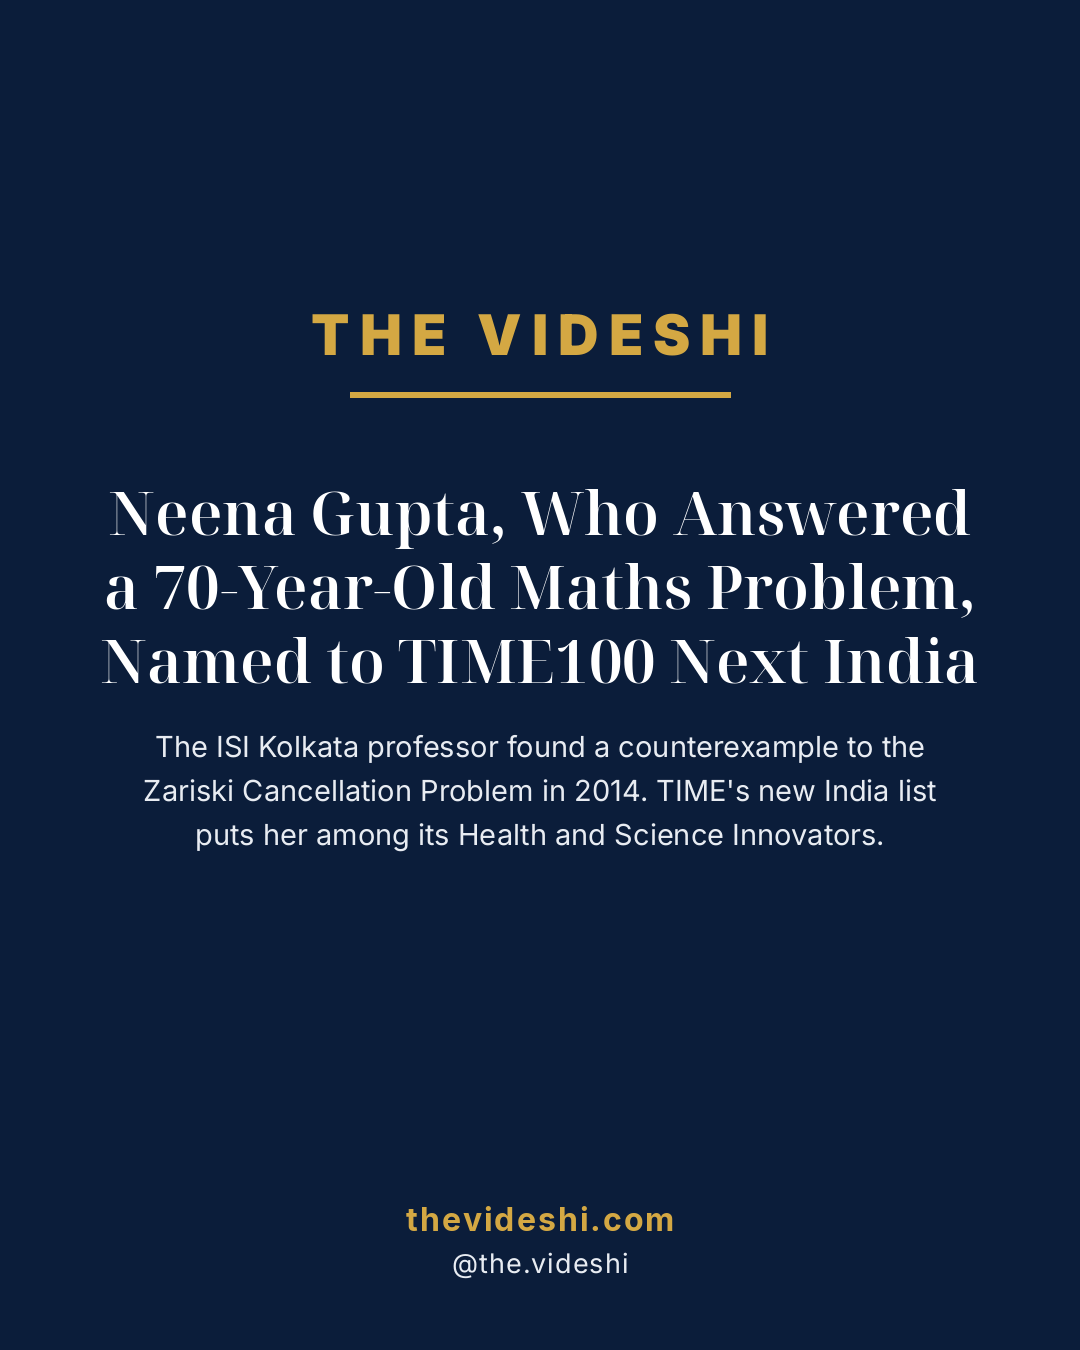 THE VIDESHI
Neena Gupta, Who Answered
a 70-Year-Old Maths Problem,
Named to TIME100 Next India
The ISI Kolkata professor found a counterexample to the
Zariski Cancellation Problem in 2014. TIME's new India list
puts her among its Health and Science Innovators.
thevideshi.com
@the.videshi